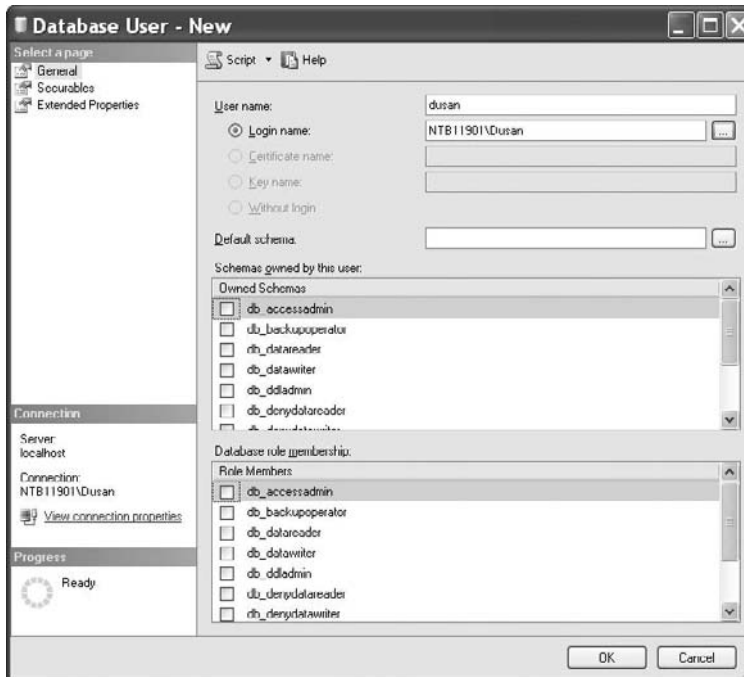 Database User - New
Select a page
General
Securables
Extended Properties
Script Help
User name: dusan
Login name: NTB11901\Dusan ...
Certificate name:
Key name:
Without login
Default schema: ...
Schemas owned by this user:
Owned Schemas
db_accessadmin
db_backupoperator
db_datareader
db_datawriter
db_ddladmin
db_denydatareader
db_denydatawriter
Database role membership:
Role Members
db_accessadmin
db_backupoperator
db_datareader
db_datawriter
db_ddladmin
db_denydatareader
db_denydatawriter
Connection
Server:
localhost
Connection:
NTB11901\Dusan
View connection properties
Progress
Ready
OK Cancel